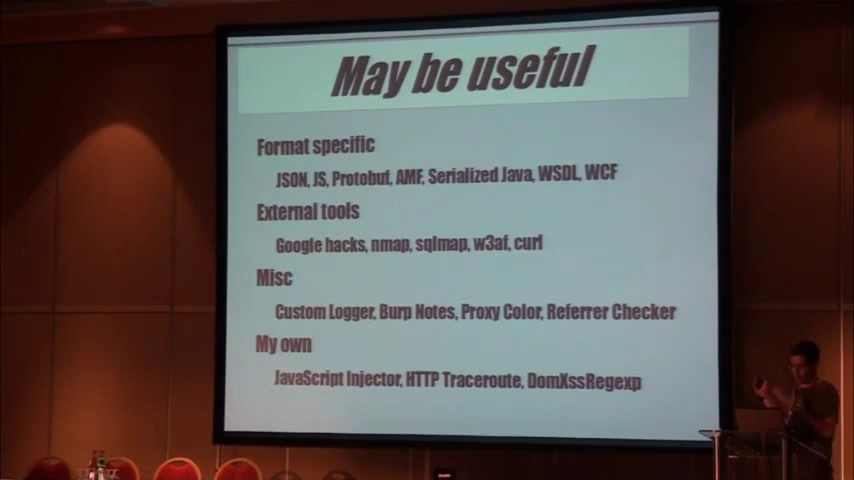 May be useful
Format specific
JSON, JS, Protobuf, AMF, Serialized Java, WSDL, WCF
External tools
Google hacks, nmap, sqlmap, w3af, curl
Misc
Custom Logger, Burp Notes, Proxy Color, Referrer Checker
My own
JavaScript Injector, HTTP Traceroute, DomXssRegexp